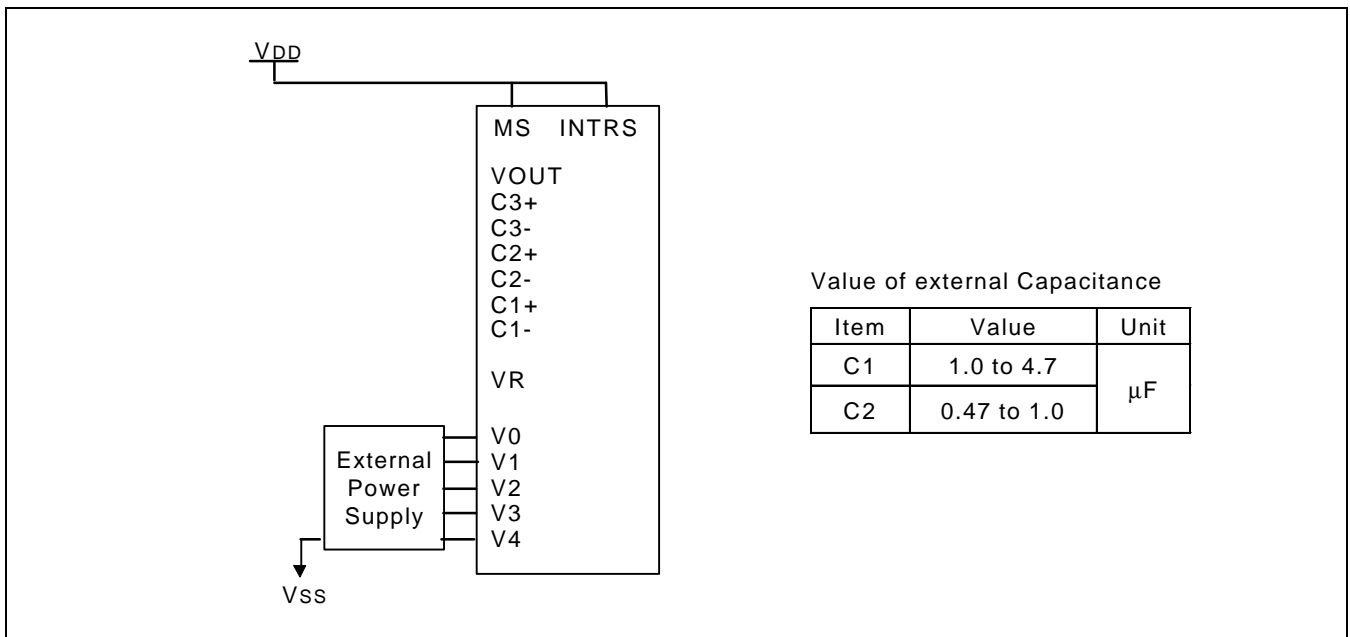 VDD
MS INTRS
VOUT
C3+
C3-
C2+
C2-
C1+
C1-
VR
V0
V1
V2
V3
V4
External
Power
Supply
VSS
Value of external Capacitance
Item Value Unit
C1 1.0 to 4.7 μF
C2 0.47 to 1.0